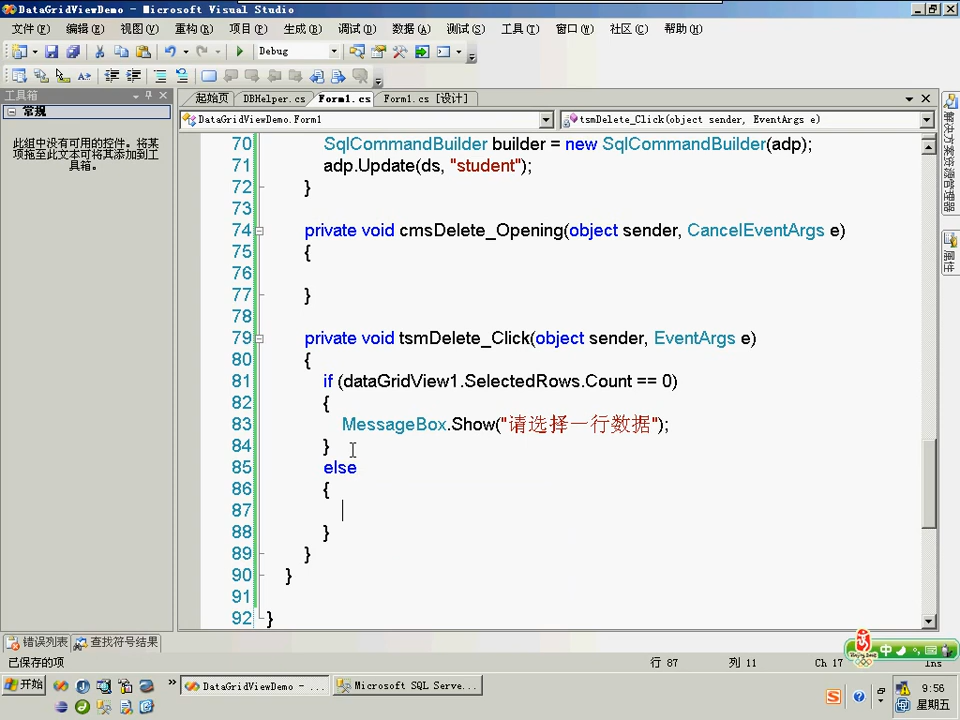 DataGridViewDemo - Microsoft Visual Studio
文件(F) 编辑(E) 视图(V) 重构(R) 项目(P) 生成(B) 调试(D) 数据(A) 测试(S) 工具(T) 窗口(W) 社区(C) 帮助(H)
Debug
工具箱
常规
此组中没有可用的控件。将某
项拖至此文本可将其添加到工
具箱。
起始页 DBHelper.cs Form1.cs Form1.cs [设计]
DataGridViewDemo.Form1
tsmDelete_Click(object sender, EventArgs e)
70 SqlCommandBuilder builder = new SqlCommandBuilder(adp);
71 adp.Update(ds, "student");
72 }
73
74 private void cmsDelete_Opening(object sender, CancelEventArgs e)
75 {
76
77 }
78
79 private void tsmDelete_Click(object sender, EventArgs e)
80 {
81 if (dataGridView1.SelectedRows.Count == 0)
82 {
83 MessageBox.Show("请选择一行数据");
84 }
85 else
86 {
87
88 }
89 }
90 }
91
92 }
解决方案资源管理器
属性
错误列表 查找符号结果
已保存的项
行 87 列 11 Ch 17 Ins
中
开始
DataGridViewDemo - ...
Microsoft SQL Serve...
9:56
星期五